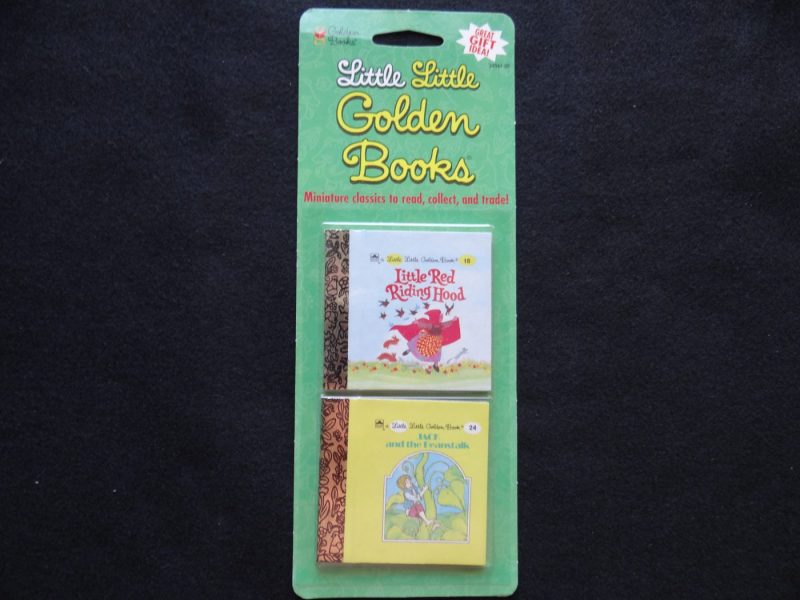 Golden Books
GREAT GIFT IDEA!
Little Little
Golden
Books
Miniature classics to read, collect, and trade!
a Little Little Golden Book® 18
Little Red
Riding Hood
a Little Little Golden Book® 24
JACK
and the Beanstalk